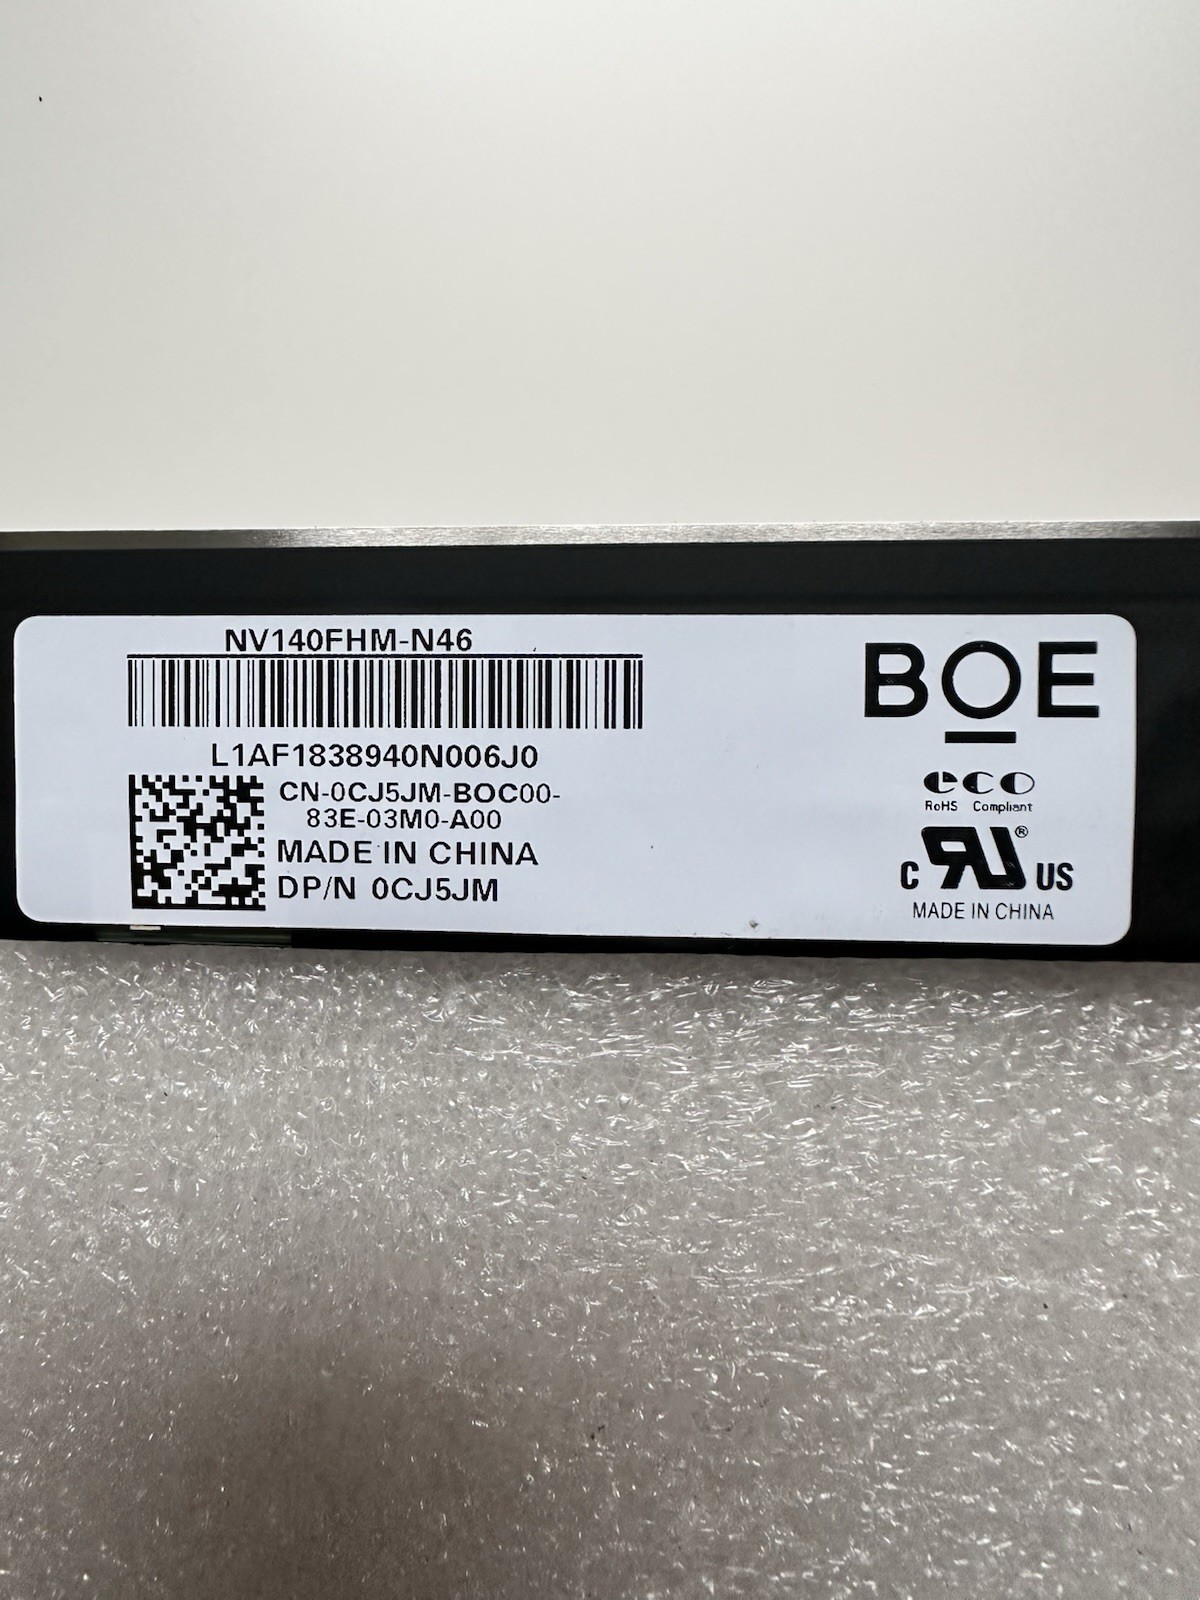 NV140FHM-N46
L1AF1838940N006J0
CN-0CJ5JM-BOC00-
83E-03M0-A00
MADE IN CHINA
DP/N 0CJ5JM
BOE
eco
RoHS Compliant
c RU® US
MADE IN CHINA